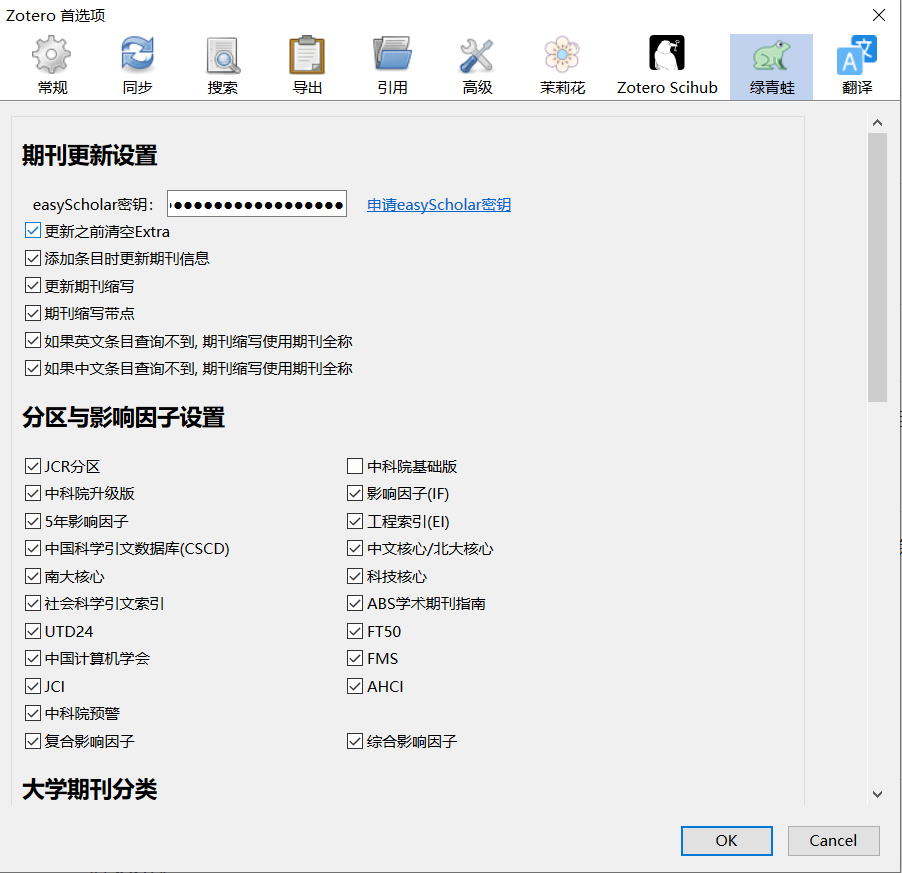 Zotero 首选项
常规 同步 搜索 导出 引用 高级 茉莉花 Zotero Scihub 绿青蛙 翻译
期刊更新设置
easyScholar密钥： 申请easyScholar密钥
更新之前清空Extra
添加条目时更新期刊信息
更新期刊缩写
期刊缩写带点
如果英文条目查询不到, 期刊缩写使用期刊全称
如果中文条目查询不到, 期刊缩写使用期刊全称
分区与影响因子设置
JCR分区 中科院基础版
中科院升级版 影响因子(IF)
5年影响因子 工程索引(EI)
中国科学引文数据库(CSCD) 中文核心/北大核心
南大核心 科技核心
社会科学引文索引 ABS学术期刊指南
UTD24 FT50
中国计算机学会 FMS
JCI AHCI
中科院预警
复合影响因子 综合影响因子
大学期刊分类
OK Cancel